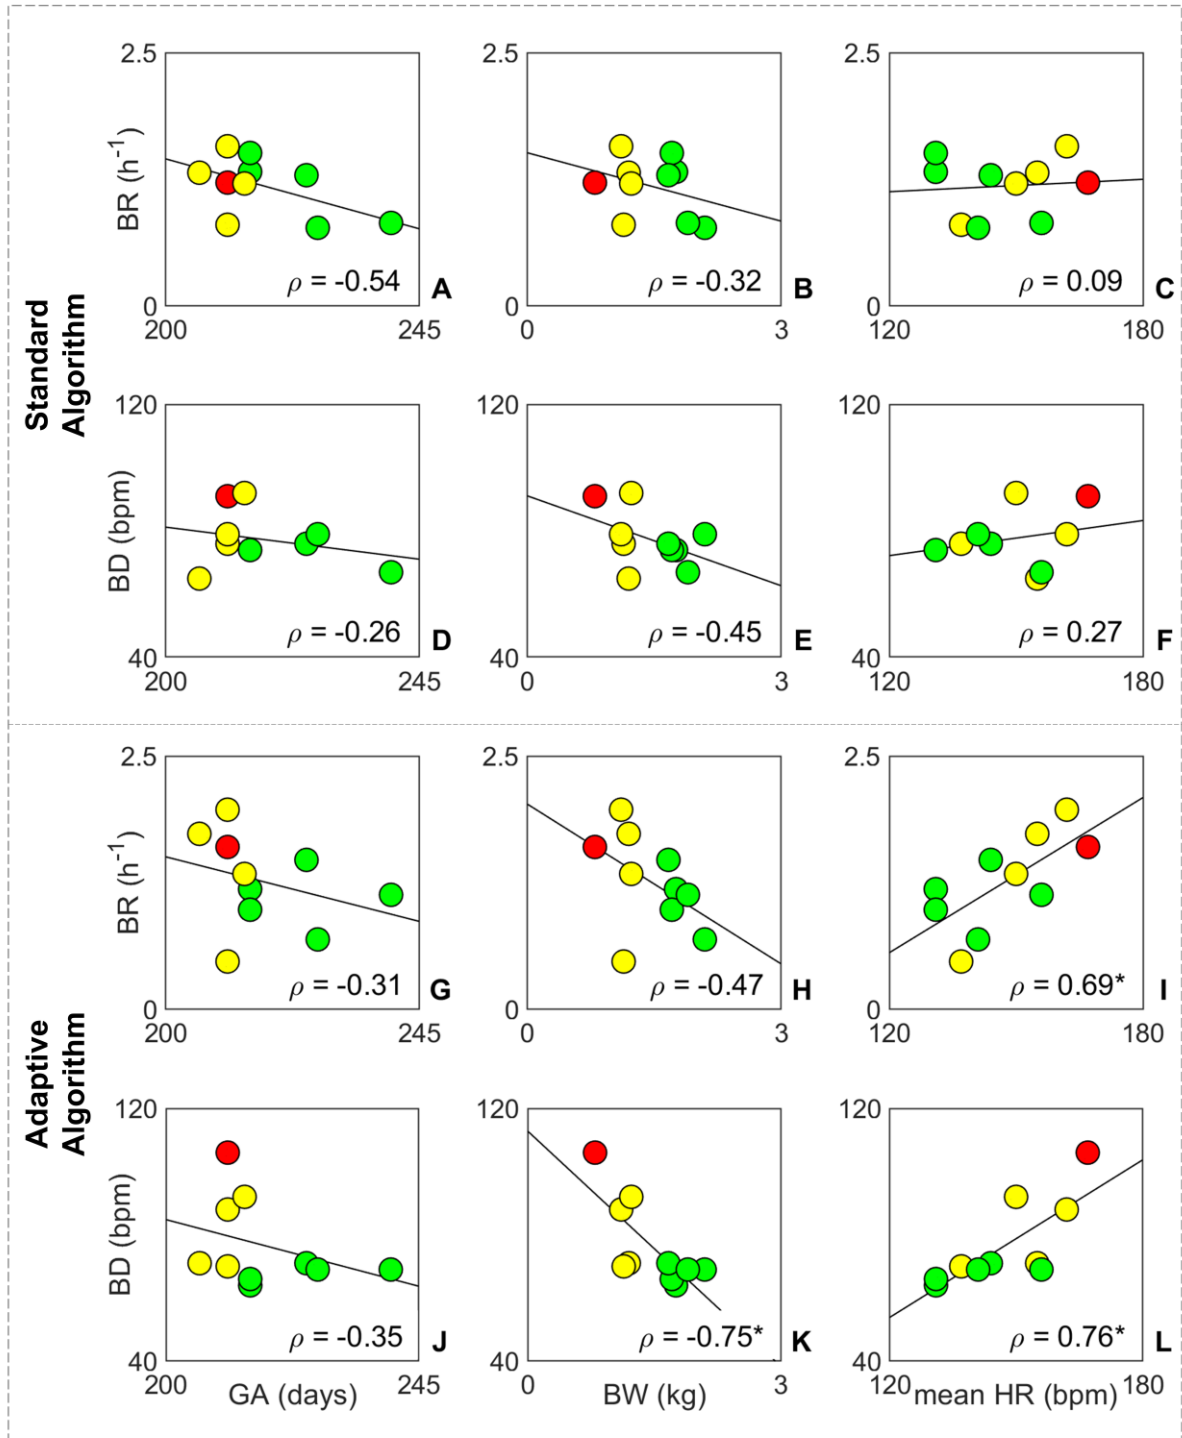 Standard
Algorithm
2.5
BR (h⁻¹)
ρ = -0.54
A
0
200
245
2.5
ρ = -0.32
B
0
0
3
2.5
ρ = 0.09
C
0
120
180
120
BD (bpm)
ρ = -0.26
D
40
200
245
120
ρ = -0.45
E
40
0
3
120
ρ = 0.27
F
40
120
180
Adaptive
Algorithm
2.5
BR (h⁻¹)
ρ = -0.31
G
0
200
245
2.5
ρ = -0.47
H
0
0
3
2.5
ρ = 0.69*
I
0
120
180
120
BD (bpm)
ρ = -0.35
J
40
200
245
GA (days)
120
ρ = -0.75*
K
40
0
3
BW (kg)
120
ρ = 0.76*
L
40
120
180
mean HR (bpm)